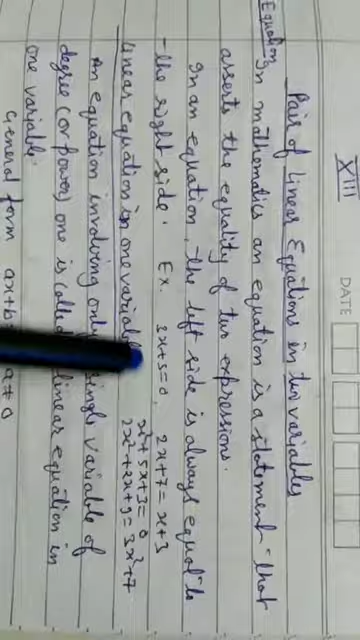 XIII
DATE
Pair of Linear Equations in two variables
Equation In mathematics an equation is a statement that
asserts the equality of two expressions.
In an equation, the left side is always equal to
the right side. Ex. 2x+5=0, 2x+7=x+3
x²+5x+3=0
Linear equation in one variable 2x²+2x+9=3x²+7
An equation involving only single variable of
degree (or power) one is called linear equation in
one variable.
General form ax+b= a≠0